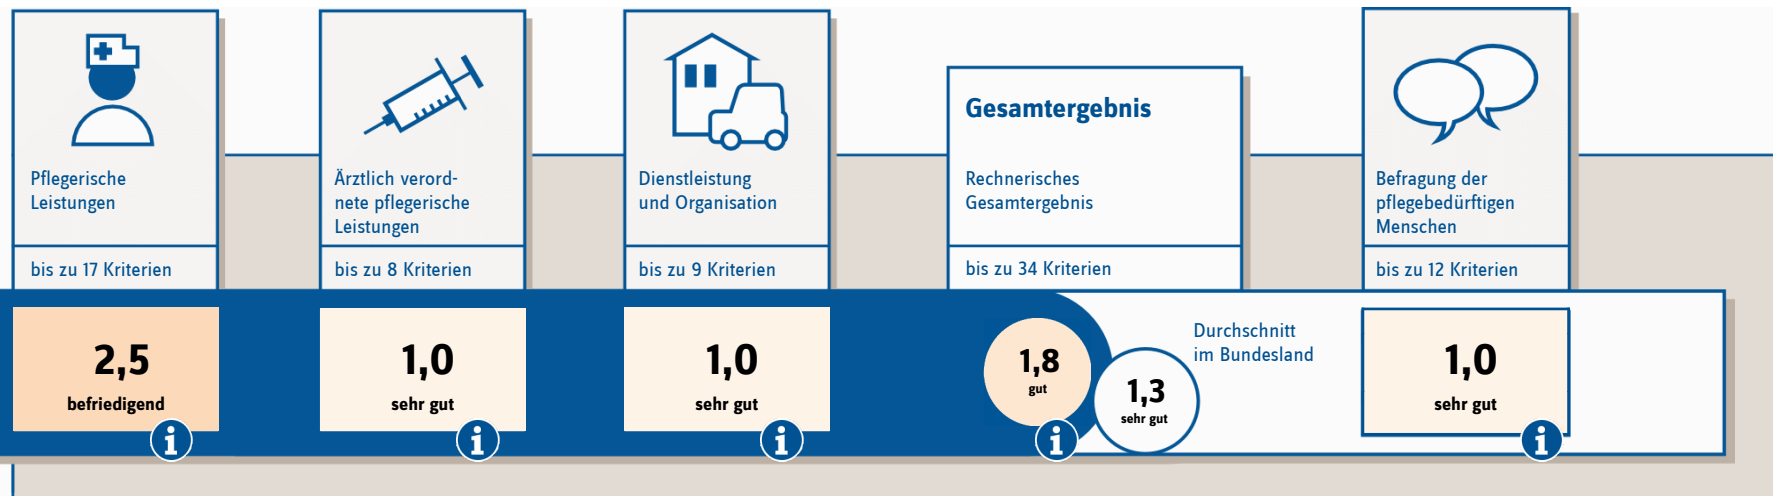 Pflegerische
Leistungen
bis zu 17 Kriterien
2,5
befriedigend
i
Ärztlich verord-
nete pflegerische
Leistungen
bis zu 8 Kriterien
1,0
sehr gut
i
Dienstleistung
und Organisation
bis zu 9 Kriterien
1,0
sehr gut
i
Gesamtergebnis
Rechnerisches
Gesamtergebnis
bis zu 34 Kriterien
1,8
gut
i
1,3
sehr gut
Durchschnitt
im Bundesland
Befragung der
pflegebedürftigen
Menschen
bis zu 12 Kriterien
1,0
sehr gut
i